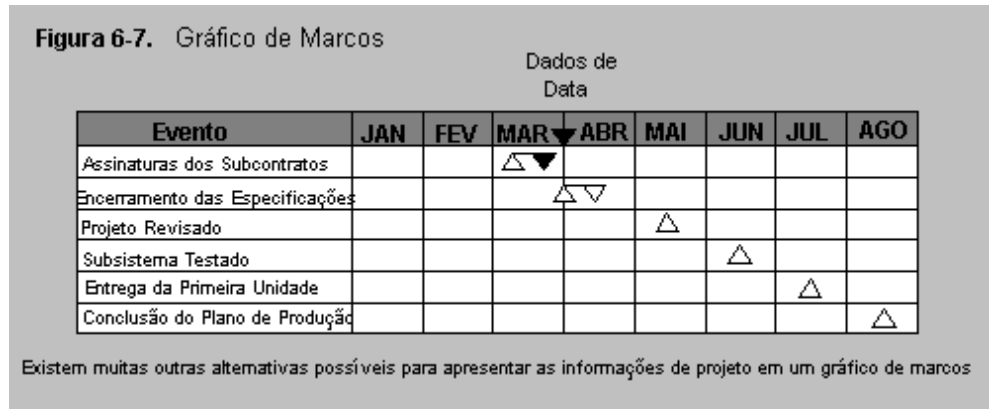 Figura 6-7. Gráfico de Marcos
Dados de
Data
Evento JAN FEV MAR ABR MAI JUN JUL AGO
Assinaturas dos Subcontratos
Encerramento das Especificações
Projeto Revisado
Subsistema Testado
Entrega da Primeira Unidade
Conclusão do Plano de Produção
Existem muitas outras alternativas possíveis para apresentar as informações de projeto em um gráfico de marcos